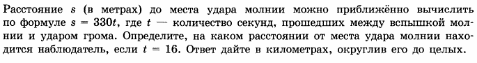 Расстояние s (в метрах) до места удара молнии можно приближённо вычислить
по формуле s = 330t, где t — количество секунд, прошедших между вспышкой мол-
нии и ударом грома. Определите, на каком расстоянии от места удара молнии нахо-
дится наблюдатель, если t = 16. Ответ дайте в километрах, округлив его до целых.